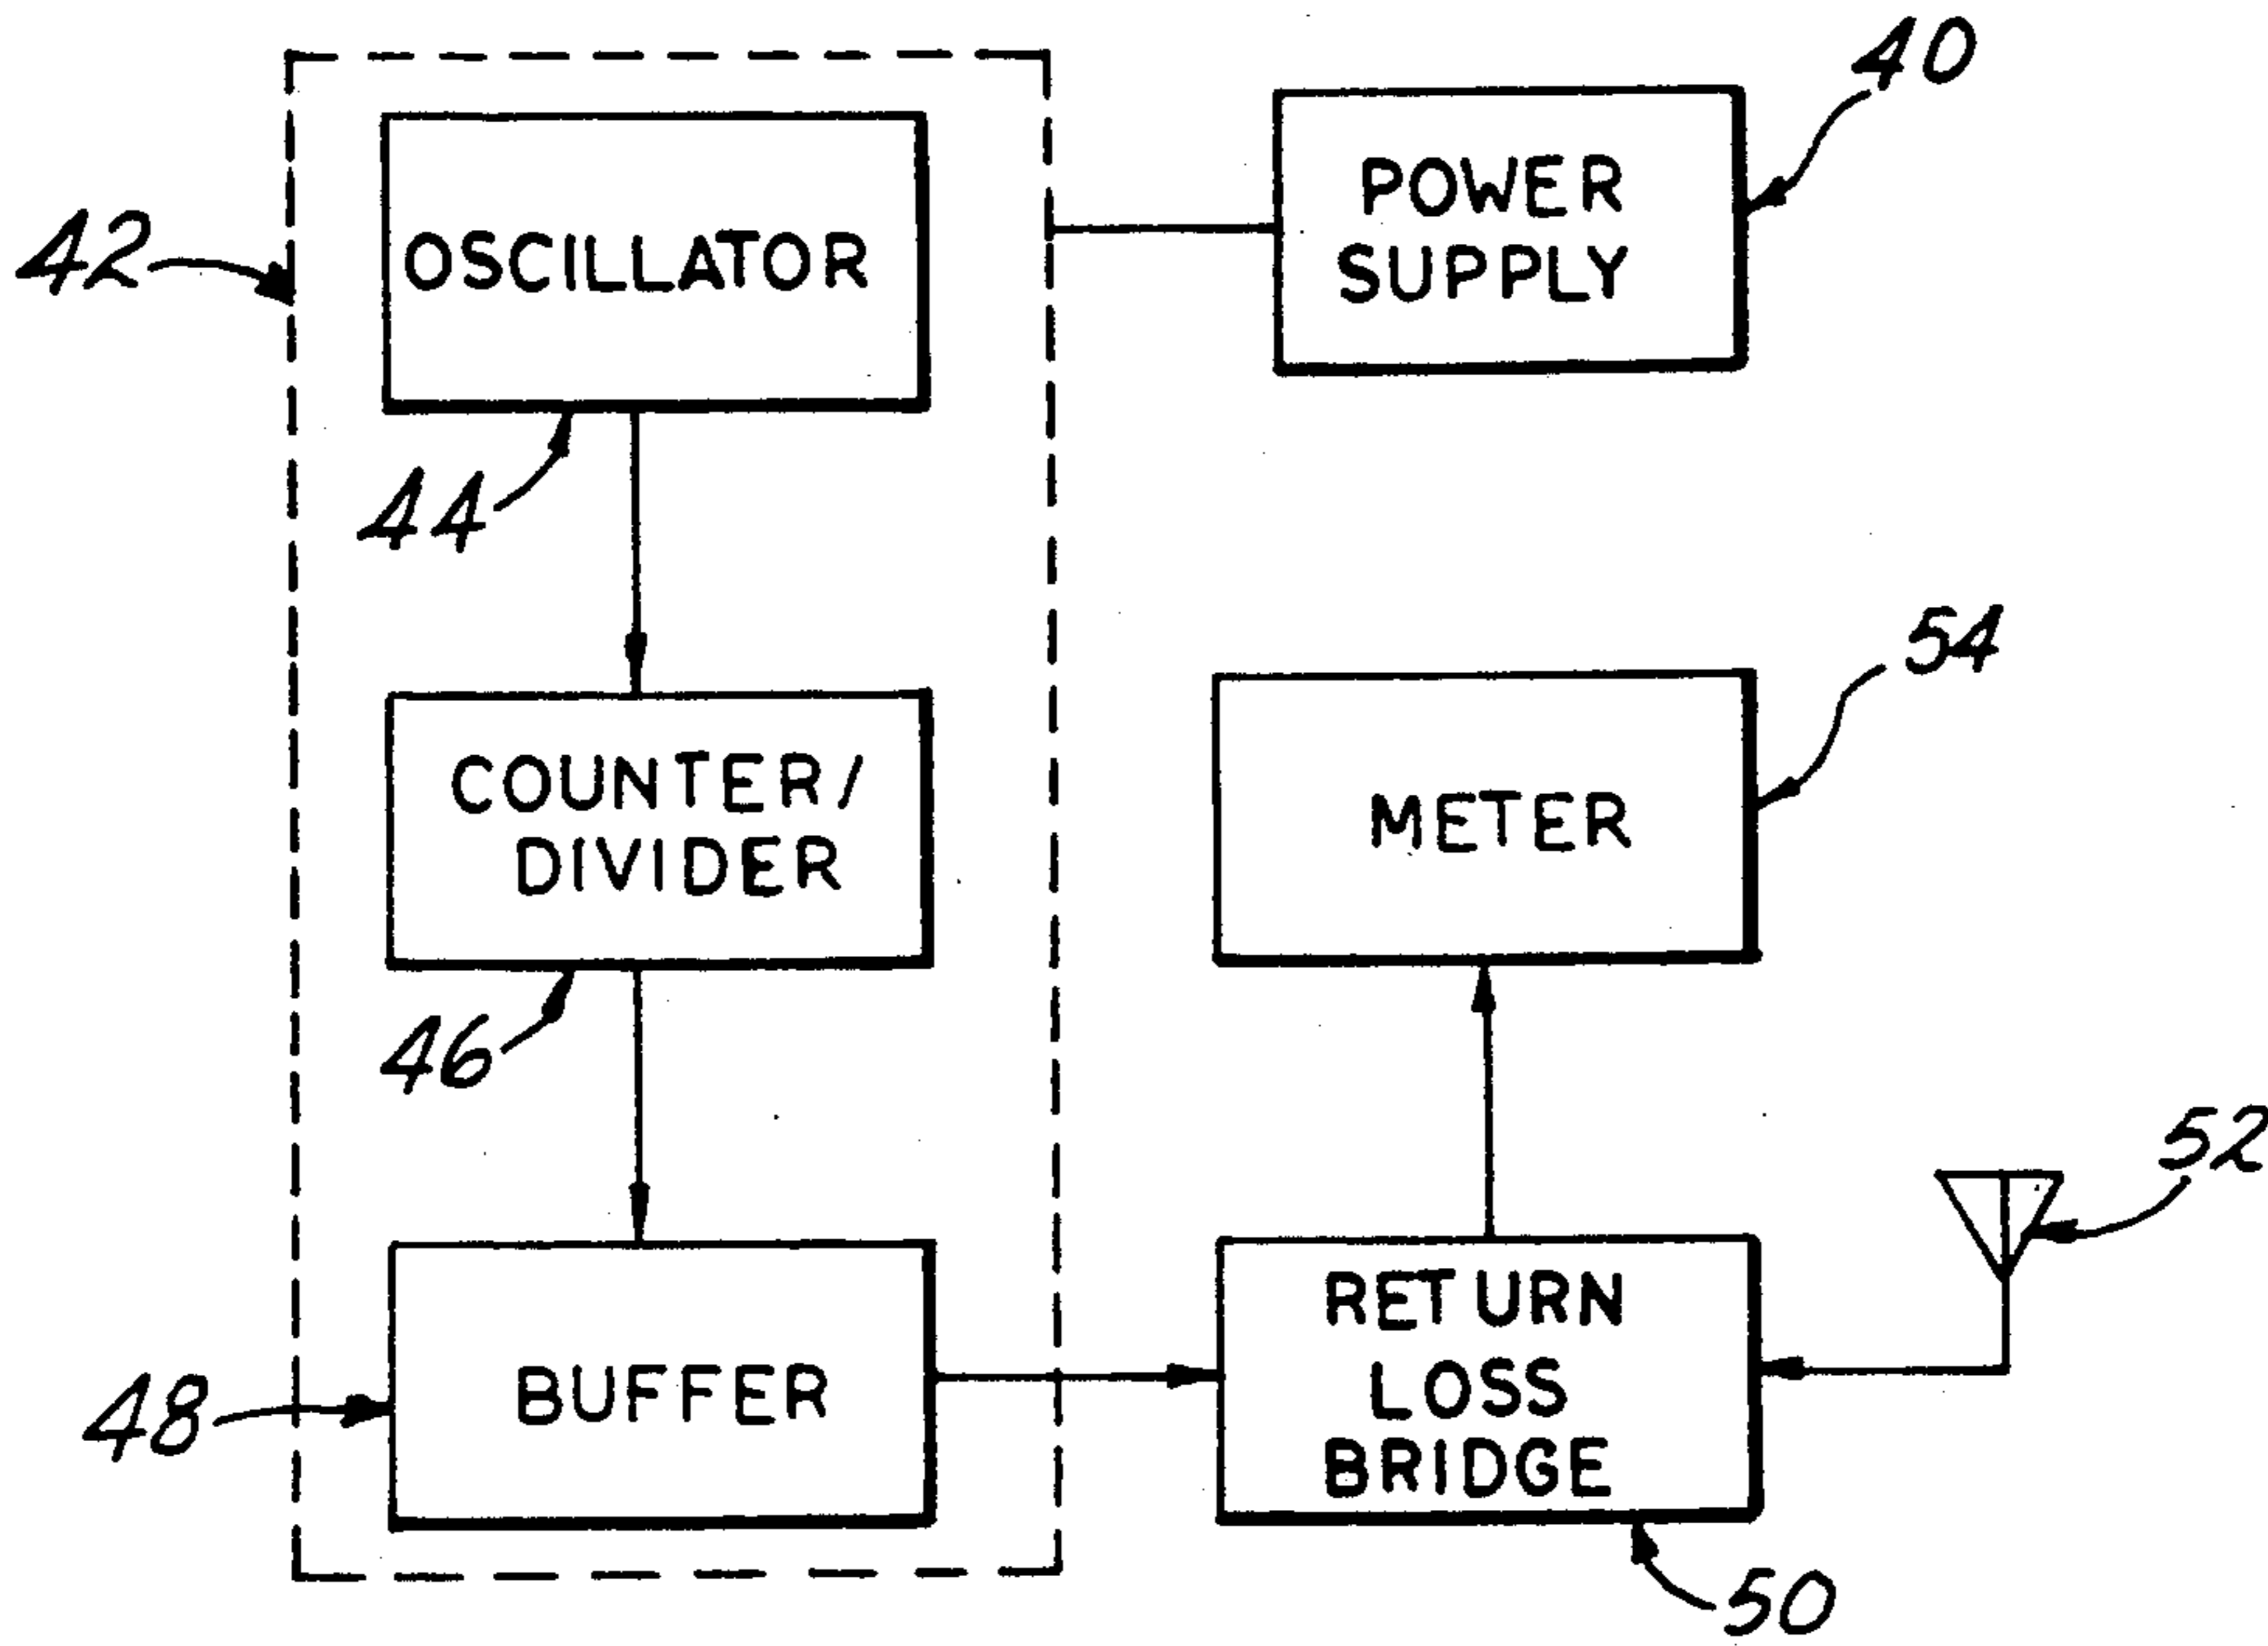 40
POWER
SUPPLY
42
OSCILLATOR
44
COUNTER/
DIVIDER
46
54
METER
52
48
BUFFER
RETURN
LOSS
BRIDGE
50